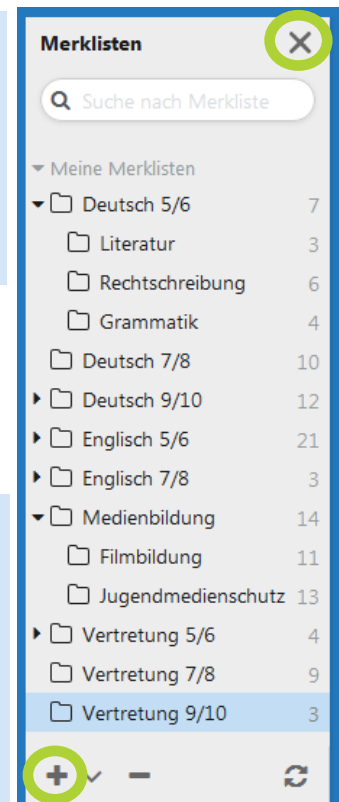 Merklisten
Suche nach Merkliste
Meine Merklisten
Deutsch 5/6 7
Literatur 3
Rechtschreibung 6
Grammatik 4
Deutsch 7/8 10
Deutsch 9/10 12
Englisch 5/6 21
Englisch 7/8 3
Medienbildung 14
Filmbildung 11
Jugendmedienschutz 13
Vertretung 5/6 4
Vertretung 7/8 9
Vertretung 9/10 3